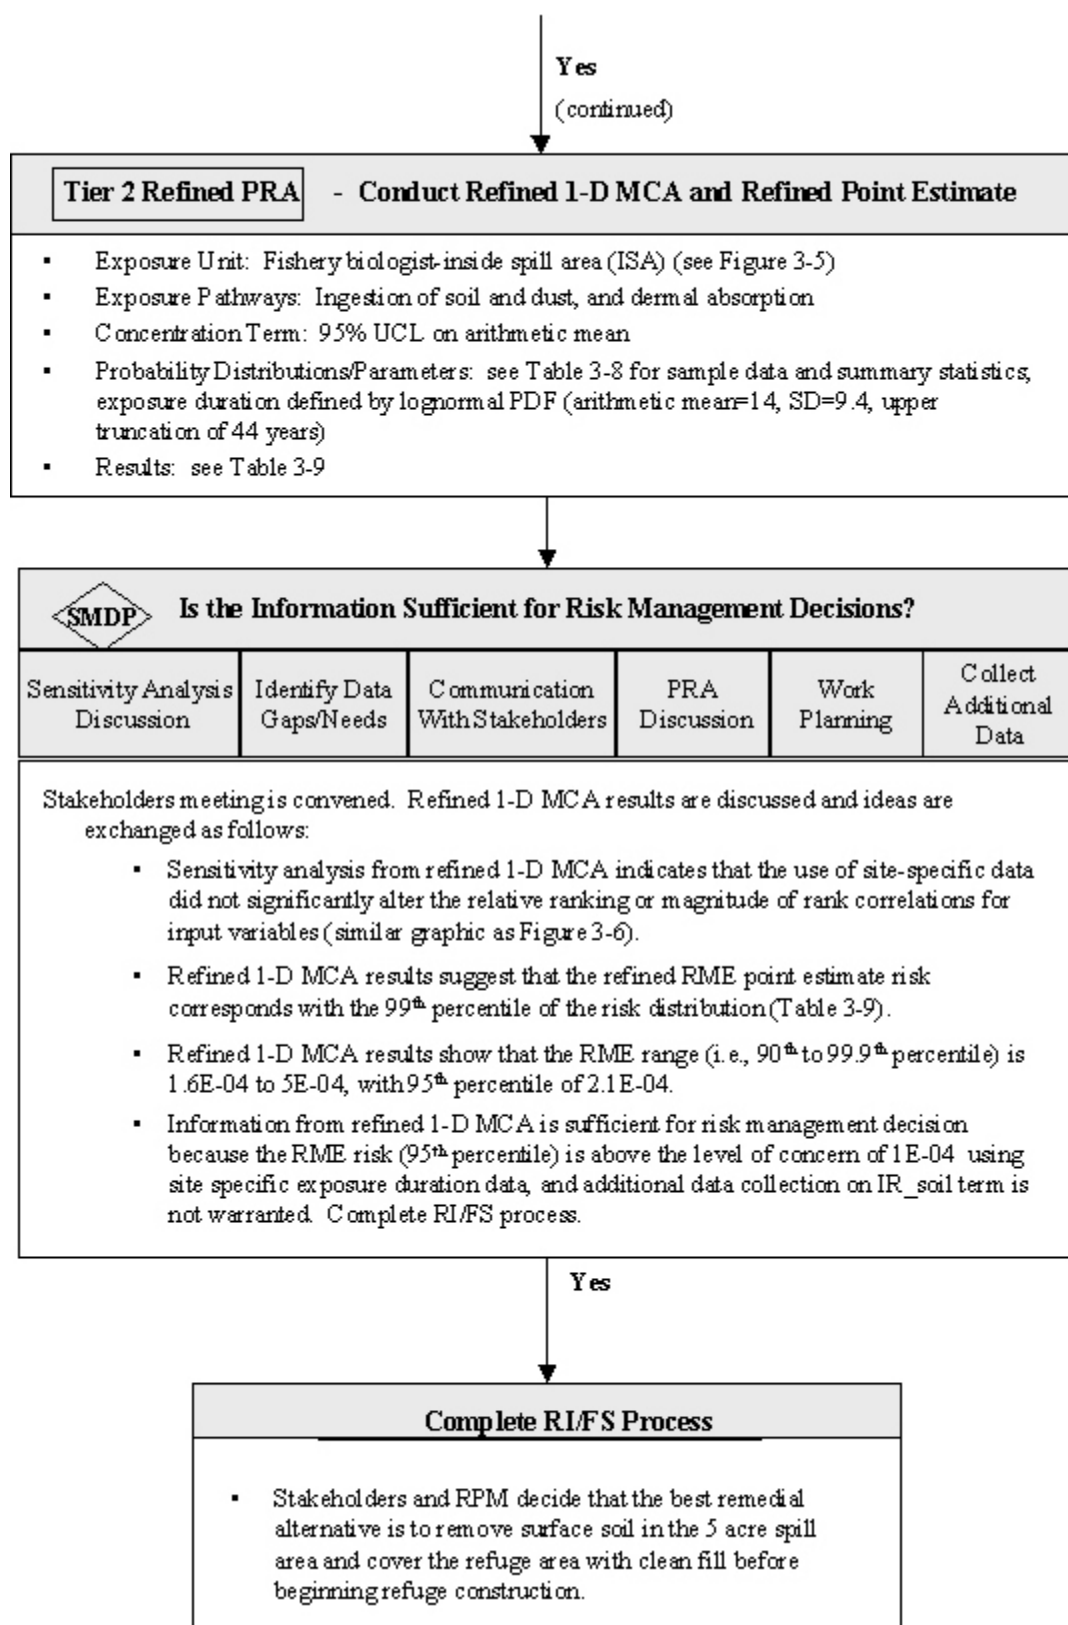 Yes
(continued)
Tier 2 Refined PRA - Conduct Refined 1-D MCA and Refined Point Estimate
▪ Exposure Unit: Fishery biologist-inside spill area (ISA) (see Figure 3-5)
▪ Exposure Pathways: Ingestion of soil and dust, and dermal absorption
▪ Concentration Term: 95% UCL on arithmetic mean
▪ Probability Distributions/Parameters: see Table 3-8 for sample data and summary statistics,
exposure duration defined by lognormal PDF (arithmetic mean=14, SD=9.4, upper
truncation of 44 years)
▪ Results: see Table 3-9
SMDP Is the Information Sufficient for Risk Management Decisions?
Sensitivity Analysis
Discussion
Identify Data
Gaps/Needs
Communication
With Stakeholders
PRA
Discussion
Work
Planning
Collect
Additional
Data
Stakeholders meeting is convened. Refined 1-D MCA results are discussed and ideas are
exchanged as follows:
▪ Sensitivity analysis from refined 1-D MCA indicates that the use of site-specific data
did not significantly alter the relative ranking or magnitude of rank correlations for
input variables (similar graphic as Figure 3-6).
▪ Refined 1-D MCA results suggest that the refined RME point estimate risk
corresponds with the 99th percentile of the risk distribution (Table 3-9).
▪ Refined 1-D MCA results show that the RME range (i.e., 90th to 99.9th percentile) is
1.6E-04 to 5E-04, with 95th percentile of 2.1E-04.
▪ Information from refined 1-D MCA is sufficient for risk management decision
because the RME risk (95th percentile) is above the level of concern of 1E-04 using
site specific exposure duration data, and additional data collection on IR_soil term is
not warranted. Complete RI/FS process.
Yes
Complete RI/FS Process
▪ Stakeholders and RPM decide that the best remedial
alternative is to remove surface soil in the 5 acre spill
area and cover the refuge area with clean fill before
beginning refuge construction.